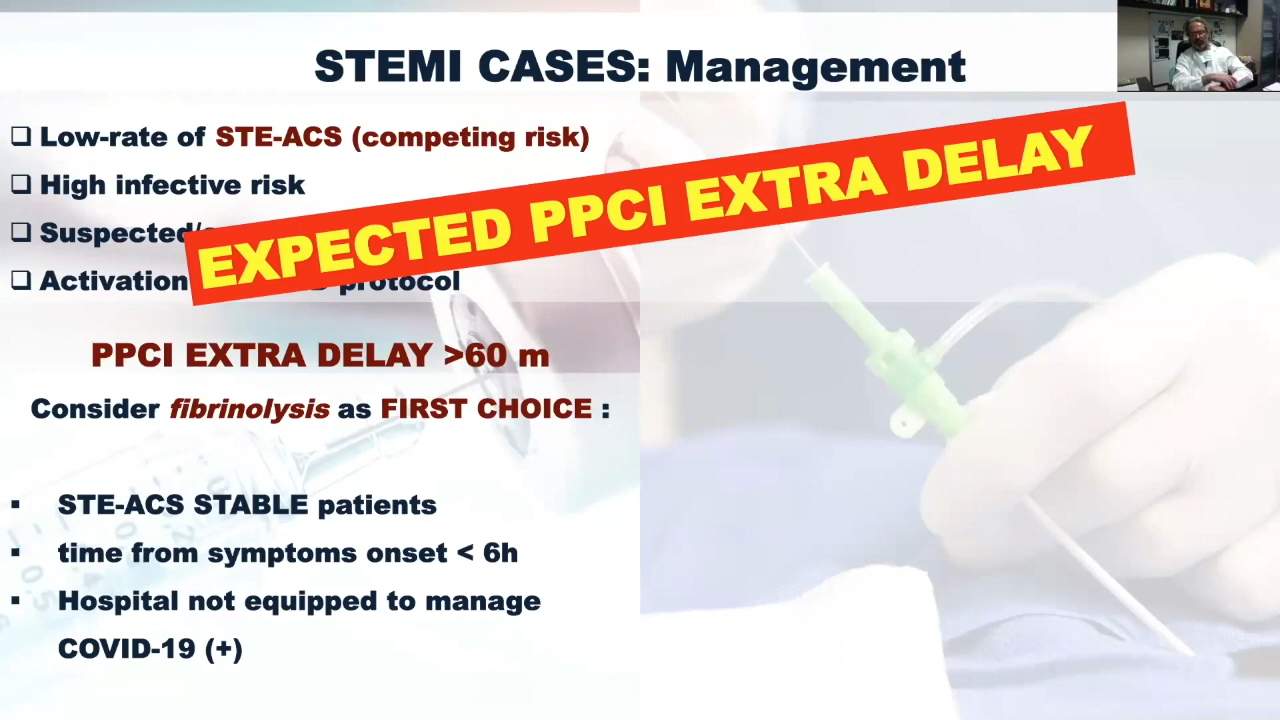 STEMI CASES: Management
❑ Low-rate of STE-ACS (competing risk)
❑ High infective risk
❑ Suspected
❑ Activation protocol
EXPECTED PPCI EXTRA DELAY
PPCI EXTRA DELAY >60 m
Consider fibrinolysis as FIRST CHOICE :
▪ STE-ACS STABLE patients
▪ time from symptoms onset < 6h
▪ Hospital not equipped to manage
COVID-19 (+)